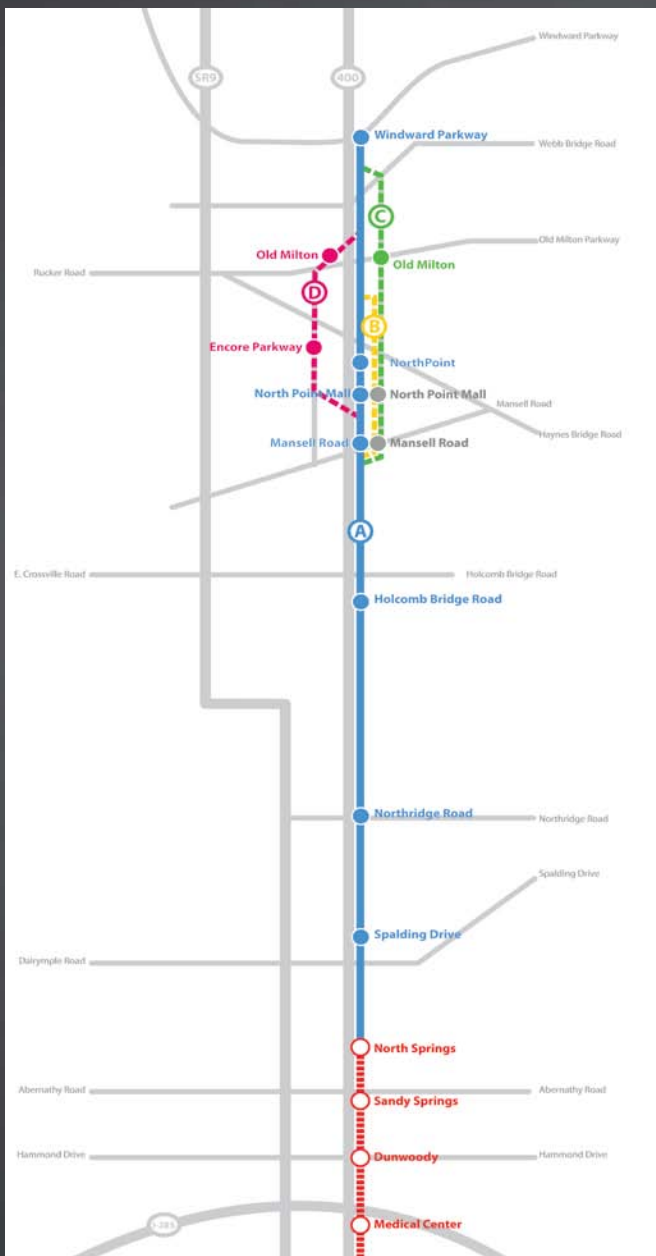 Windward Parkway
SR9
400
Windward Parkway
Webb Bridge Road
C
Old Milton Parkway
Old Milton
Old Milton
Rucker Road
D
B
Encore Parkway
NorthPoint
North Point Mall
North Point Mall
Mansell Road
Haynes Bridge Road
Mansell Road
Mansell Road
A
E. Crossville Road
Holcomb Bridge Road
Holcomb Bridge Road
Northridge Road
Northridge Road
Spalding Drive
Spalding Drive
Dalrymple Road
North Springs
Abernathy Road
Abernathy Road
Sandy Springs
Hammond Drive
Dunwoody
Hammond Drive
I-285
Medical Center